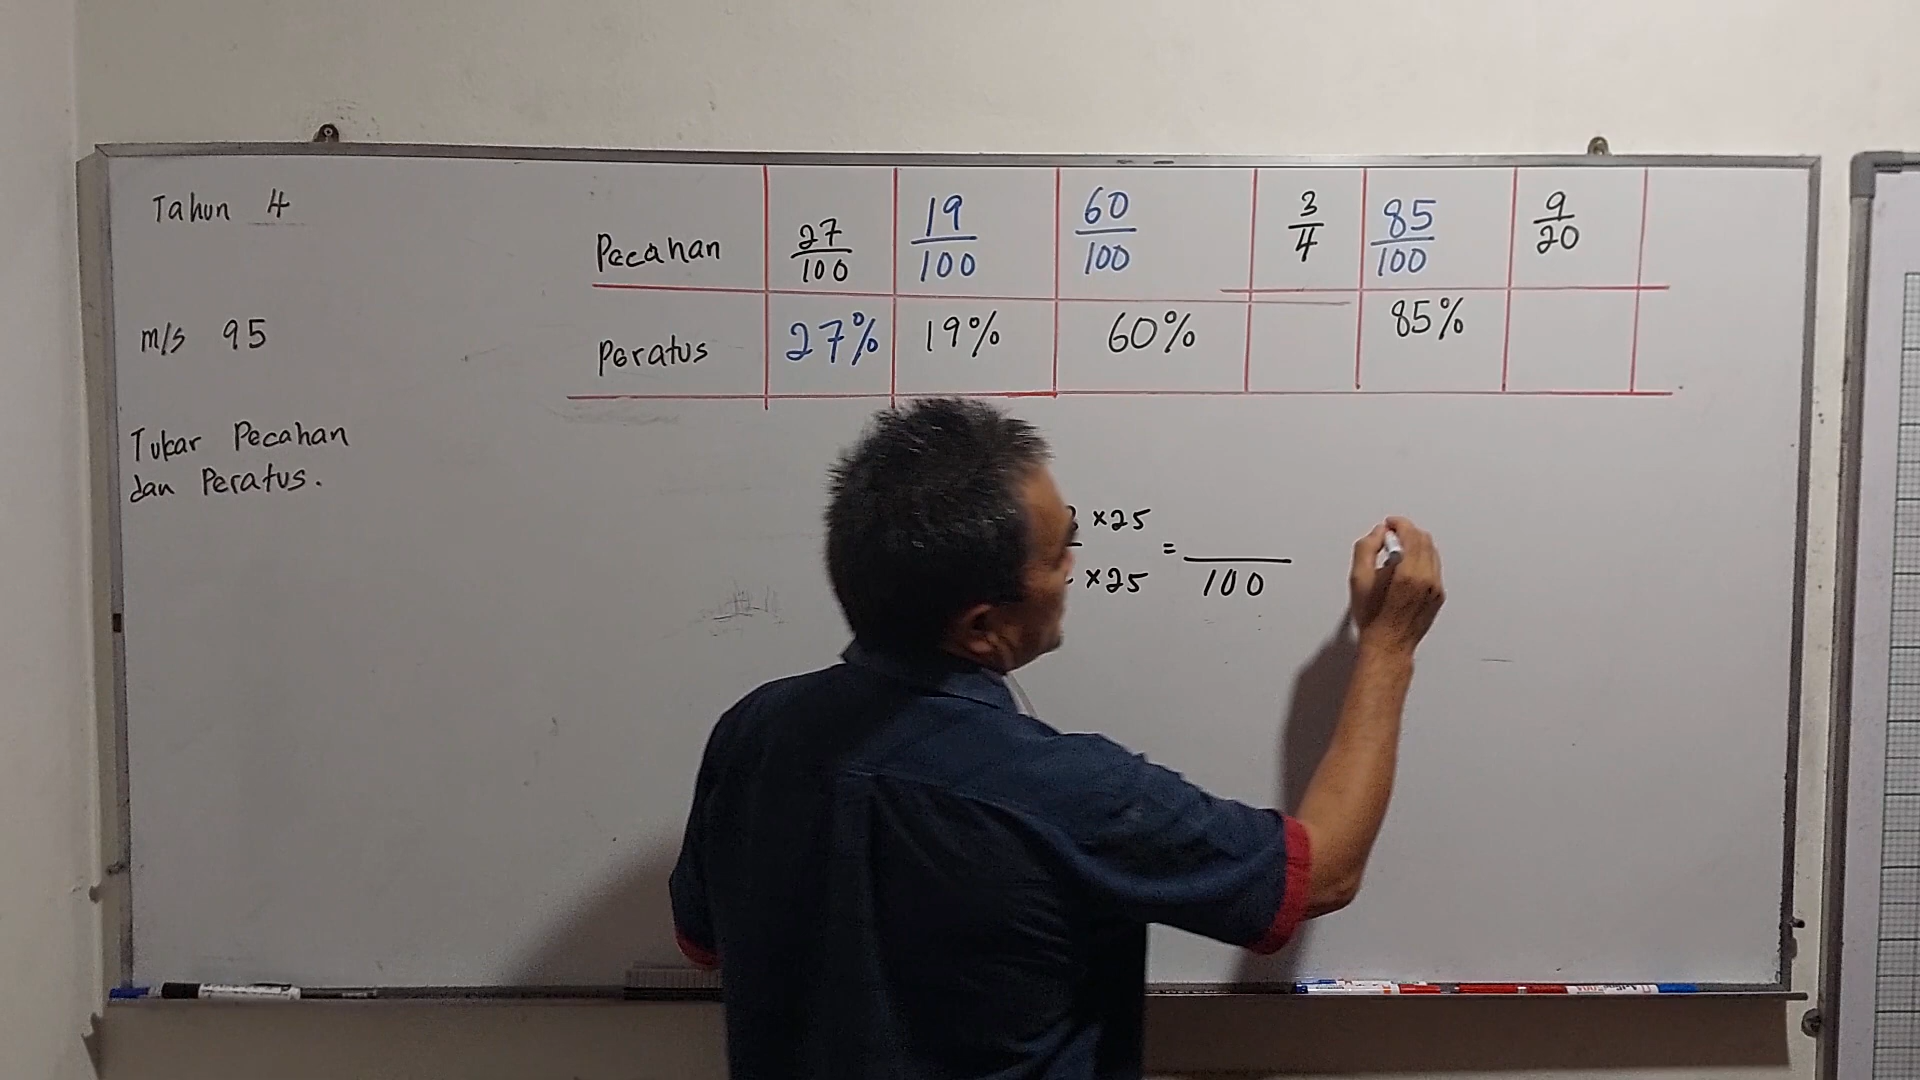 Tahun 4
m/s 95
Tukar Pecahan
dan Peratus.
Pecahan 27/100 19/100 60/100 3/4 85/100 9/20
Peratus 27% 19% 60% 85%
×25
= 
×25 100